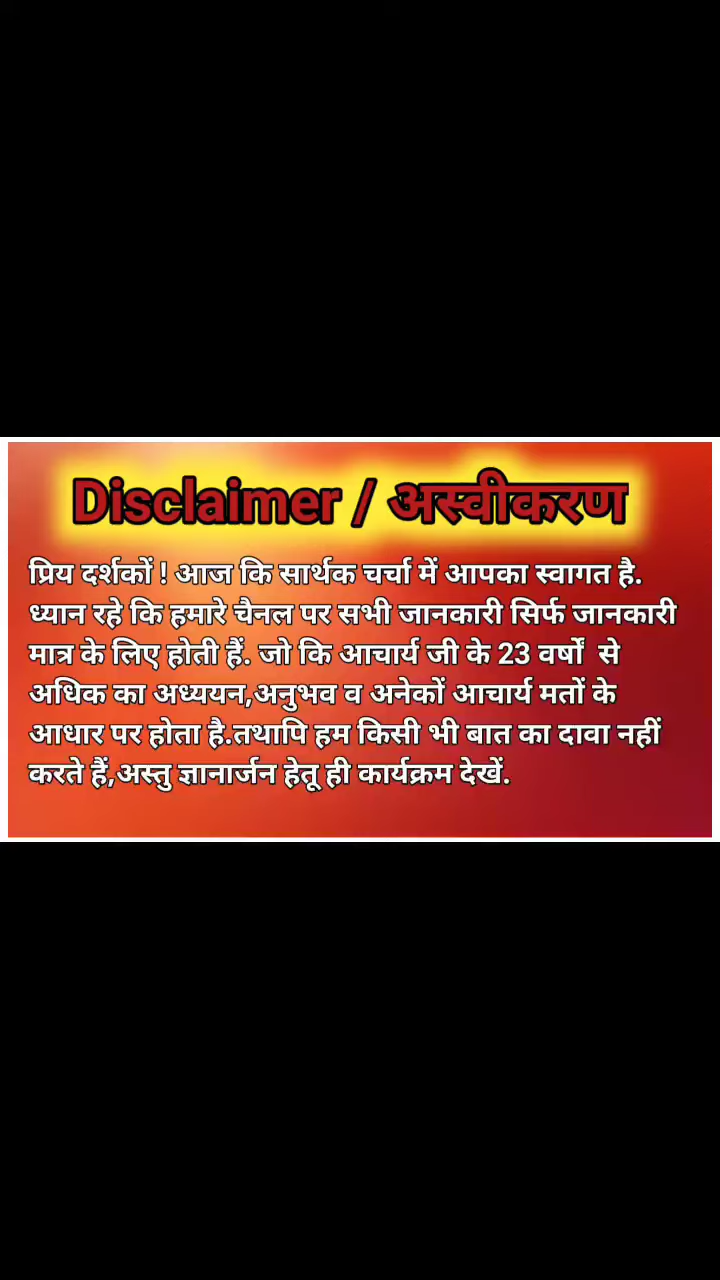 Disclaimer / अस्वीकरण
प्रिय दर्शकों ! आज कि सार्थक चर्चा में आपका स्वागत है.
ध्यान रहे कि हमारे चैनल पर सभी जानकारी सिर्फ जानकारी
मात्र के लिए होती हैं. जो कि आचार्य जी के 23 वर्षों से
अधिक का अध्ययन,अनुभव व अनेकों आचार्य मतों के
आधार पर होता है.तथापि हम किसी भी बात का दावा नहीं
करते हैं,अस्तु ज्ञानार्जन हेतू ही कार्यक्रम देखें.